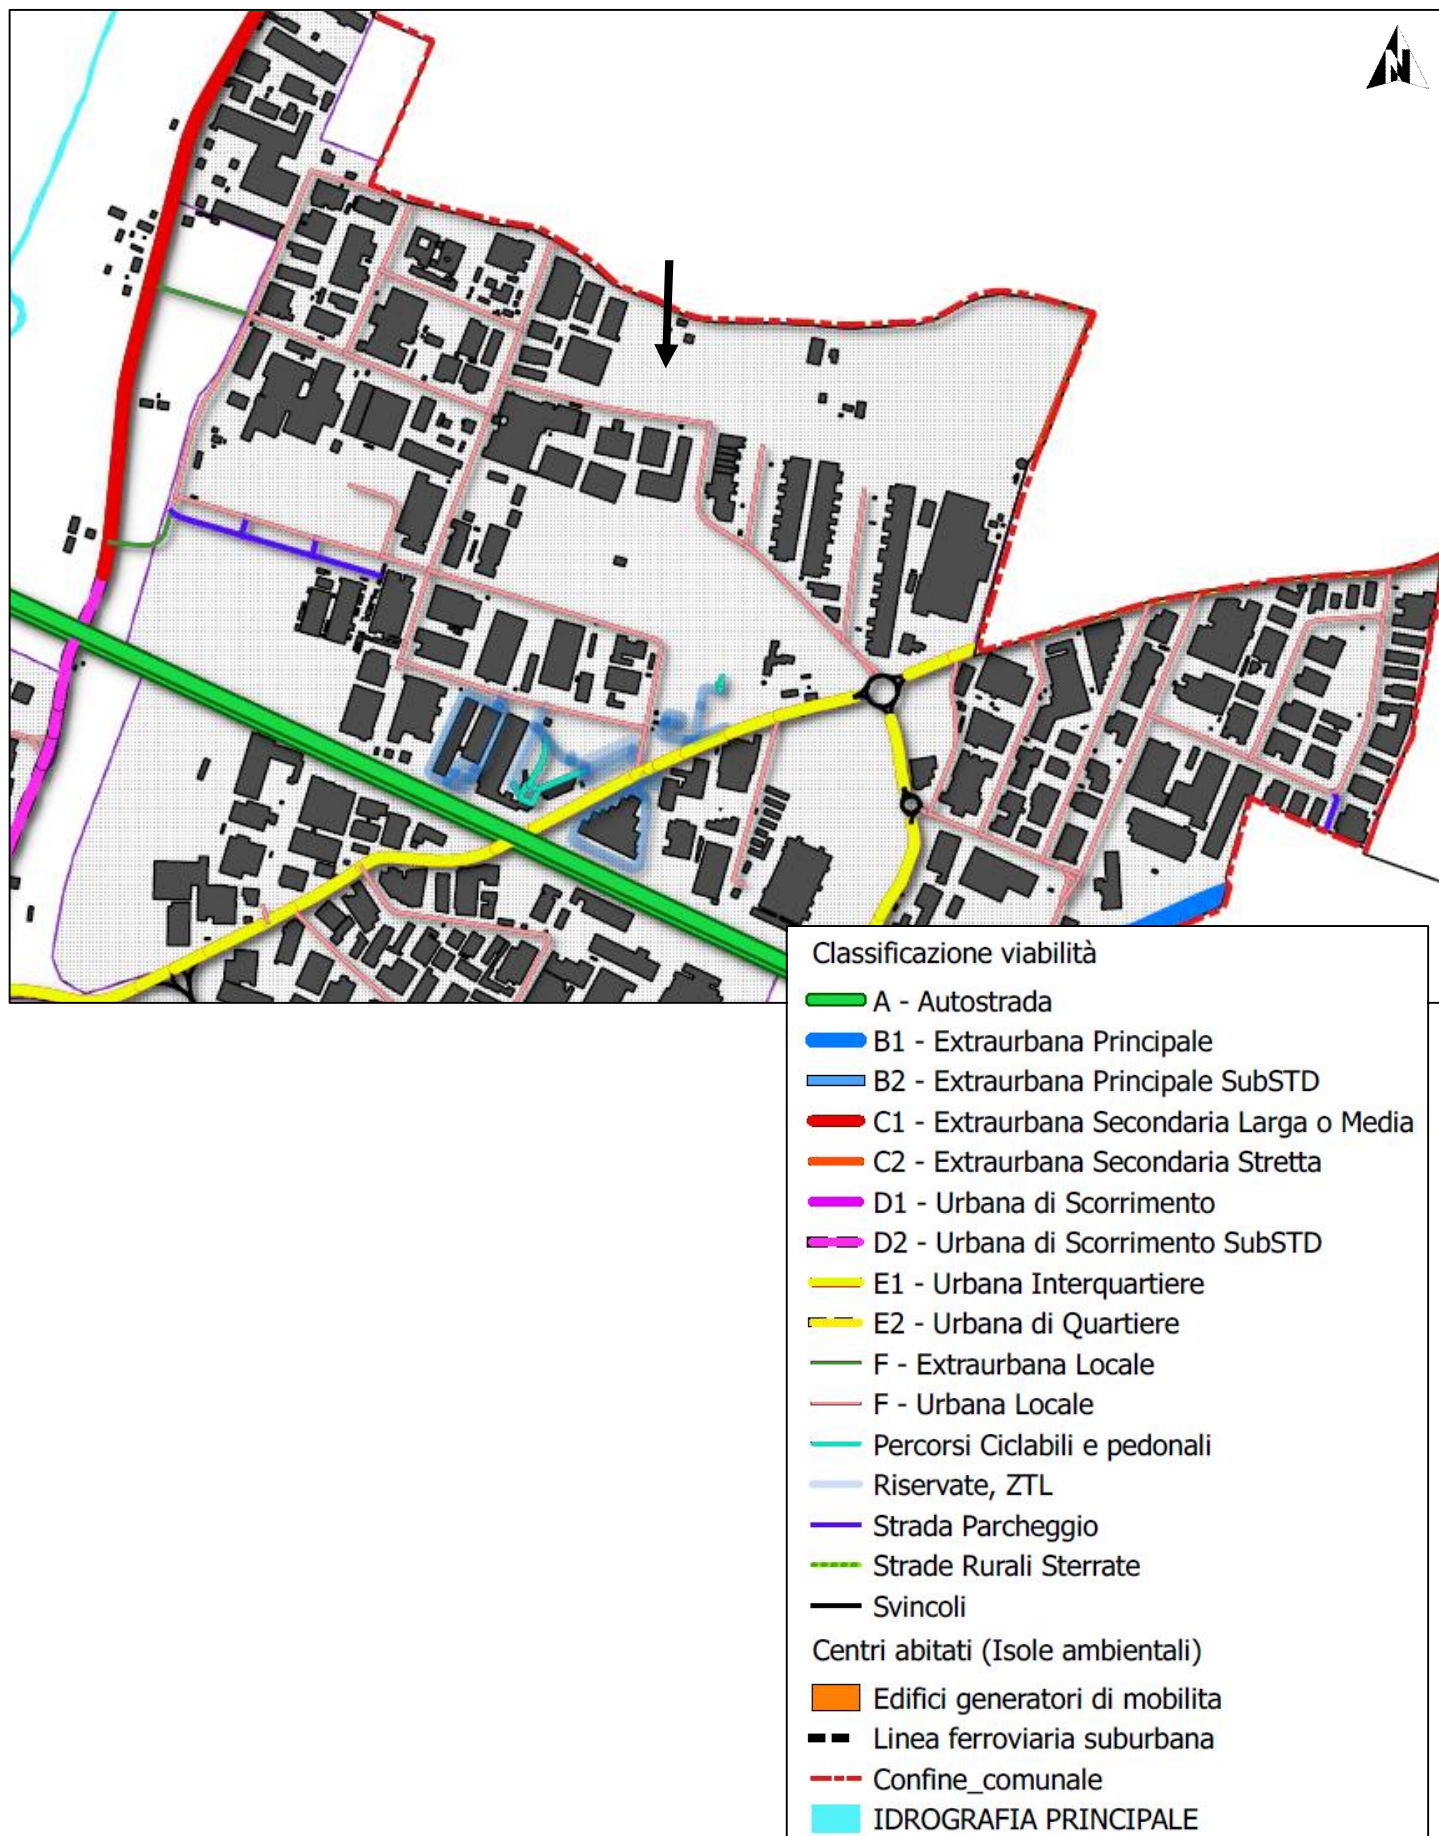 N
Classificazione viabilità
A - Autostrada
B1 - Extraurbana Principale
B2 - Extraurbana Principale SubSTD
C1 - Extraurbana Secondaria Larga o Media
C2 - Extraurbana Secondaria Stretta
D1 - Urbana di Scorrimento
D2 - Urbana di Scorrimento SubSTD
E1 - Urbana Interquartiere
E2 - Urbana di Quartiere
F - Extraurbana Locale
F - Urbana Locale
Percorsi Ciclabili e pedonali
Riservate, ZTL
Strada Parcheggio
Strade Rurali Sterrate
Svincoli
Centri abitati (Isole ambientali)
Edifici generatori di mobilita
Linea ferroviaria suburbana
Confine_comunale
IDROGRAFIA PRINCIPALE